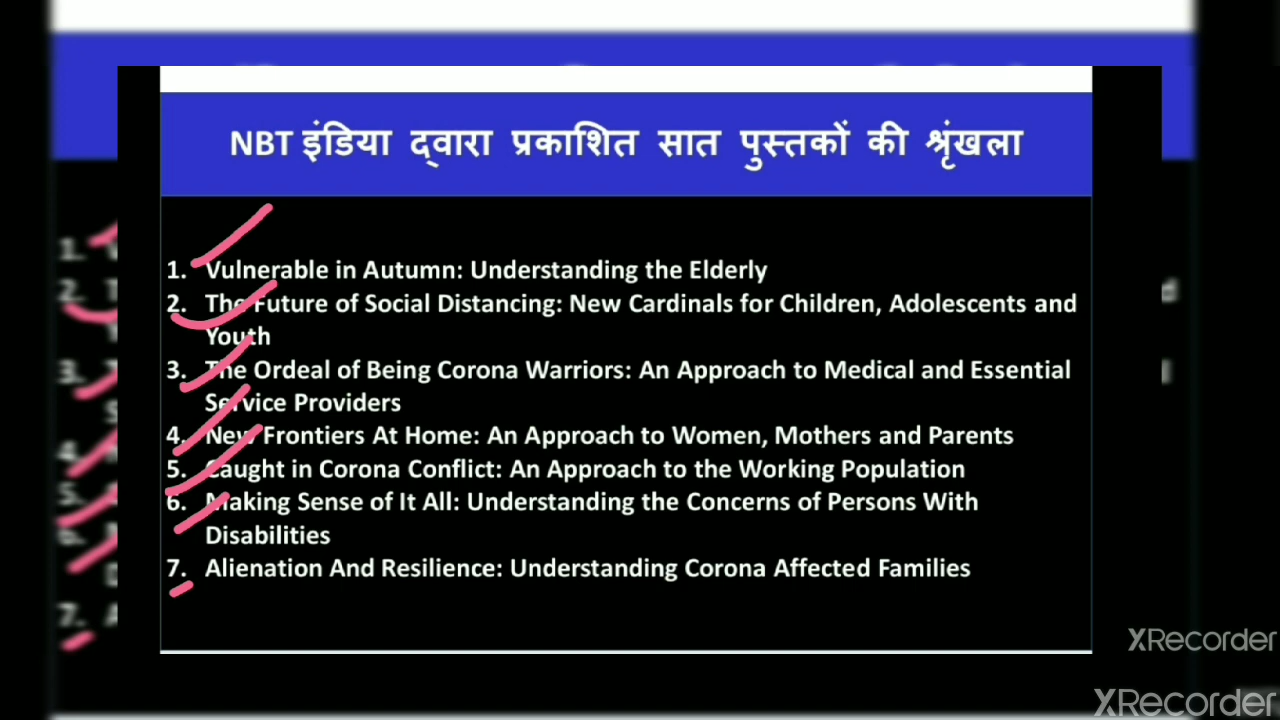 NBT इंडिया द्वारा प्रकाशित सात पुस्तकों की श्रृंखला
1. Vulnerable in Autumn: Understanding the Elderly
2. The Future of Social Distancing: New Cardinals for Children, Adolescents and
Youth
3. The Ordeal of Being Corona Warriors: An Approach to Medical and Essential
Service Providers
4. New Frontiers At Home: An Approach to Women, Mothers and Parents
5. Caught in Corona Conflict: An Approach to the Working Population
6. Making Sense of It All: Understanding the Concerns of Persons With
Disabilities
7. Alienation And Resilience: Understanding Corona Affected Families
XRecorder
XRecorder